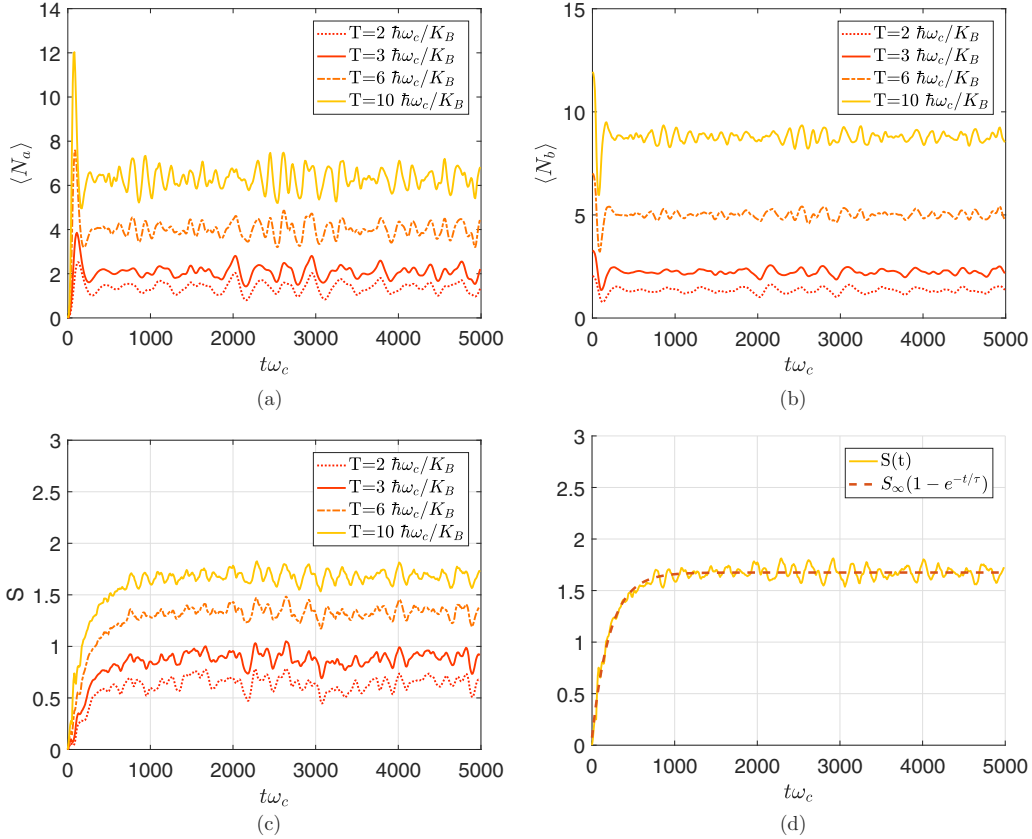 14
12
10
8
6
4
2
0
⟨N_a⟩
T=2 ħω_c/K_B
T=3 ħω_c/K_B
T=6 ħω_c/K_B
T=10 ħω_c/K_B
0 1000 2000 3000 4000 5000
tω_c
(a)
15
10
5
0
⟨N_b⟩
T=2 ħω_c/K_B
T=3 ħω_c/K_B
T=6 ħω_c/K_B
T=10 ħω_c/K_B
0 1000 2000 3000 4000 5000
tω_c
(b)
3
2.5
2
1.5
1
0.5
0
S
T=2 ħω_c/K_B
T=3 ħω_c/K_B
T=6 ħω_c/K_B
T=10 ħω_c/K_B
0 1000 2000 3000 4000 5000
tω_c
(c)
3
2.5
2
1.5
1
0.5
0
S(t)
S_∞(1 − e^{−t/τ})
0 1000 2000 3000 4000 5000
tω_c
(d)